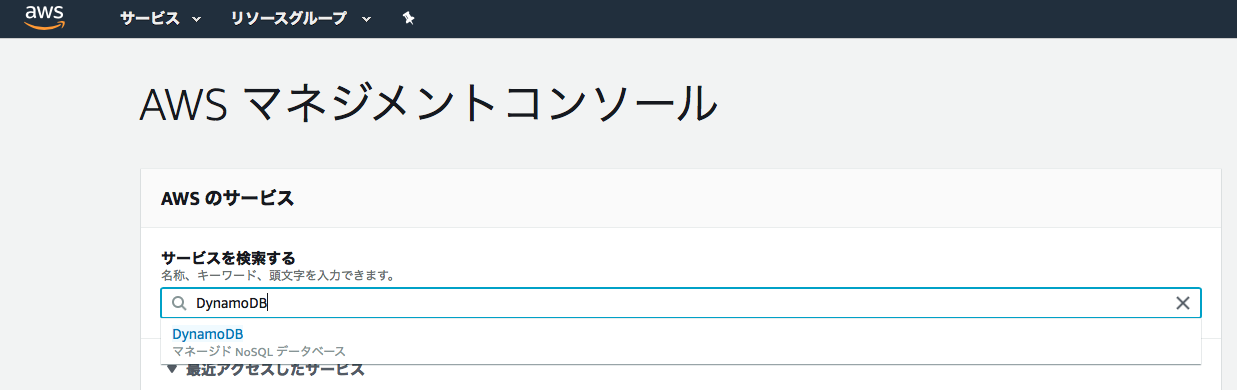 aws サービス リソースグループ
AWS マネジメントコンソール
AWS のサービス
サービスを検索する
名称、キーワード、頭文字を入力できます。
DynamoDB
DynamoDB
マネージド NoSQL データベース
最近アクセスしたサービス